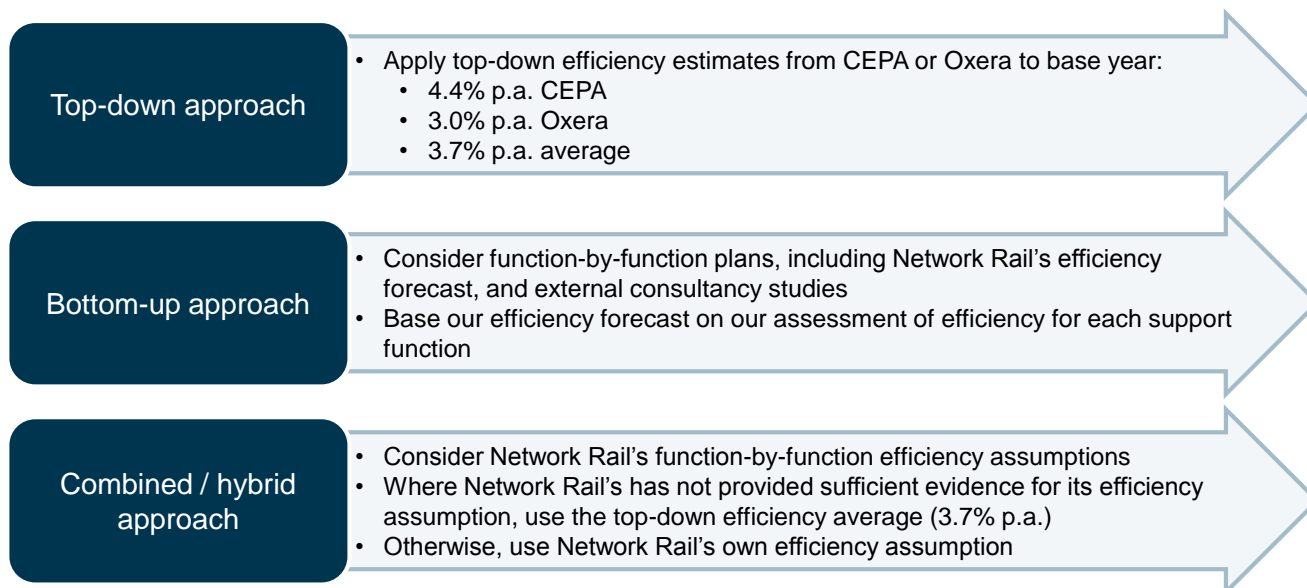 Top-down approach
• Apply top-down efficiency estimates from CEPA or Oxera to base year:
• 4.4% p.a. CEPA
• 3.0% p.a. Oxera
• 3.7% p.a. average
Bottom-up approach
• Consider function-by-function plans, including Network Rail's efficiency
forecast, and external consultancy studies
• Base our efficiency forecast on our assessment of efficiency for each support
function
Combined / hybrid
approach
• Consider Network Rail's function-by-function efficiency assumptions
• Where Network Rail's has not provided sufficient evidence for its efficiency
assumption, use the top-down efficiency average (3.7% p.a.)
• Otherwise, use Network Rail's own efficiency assumption